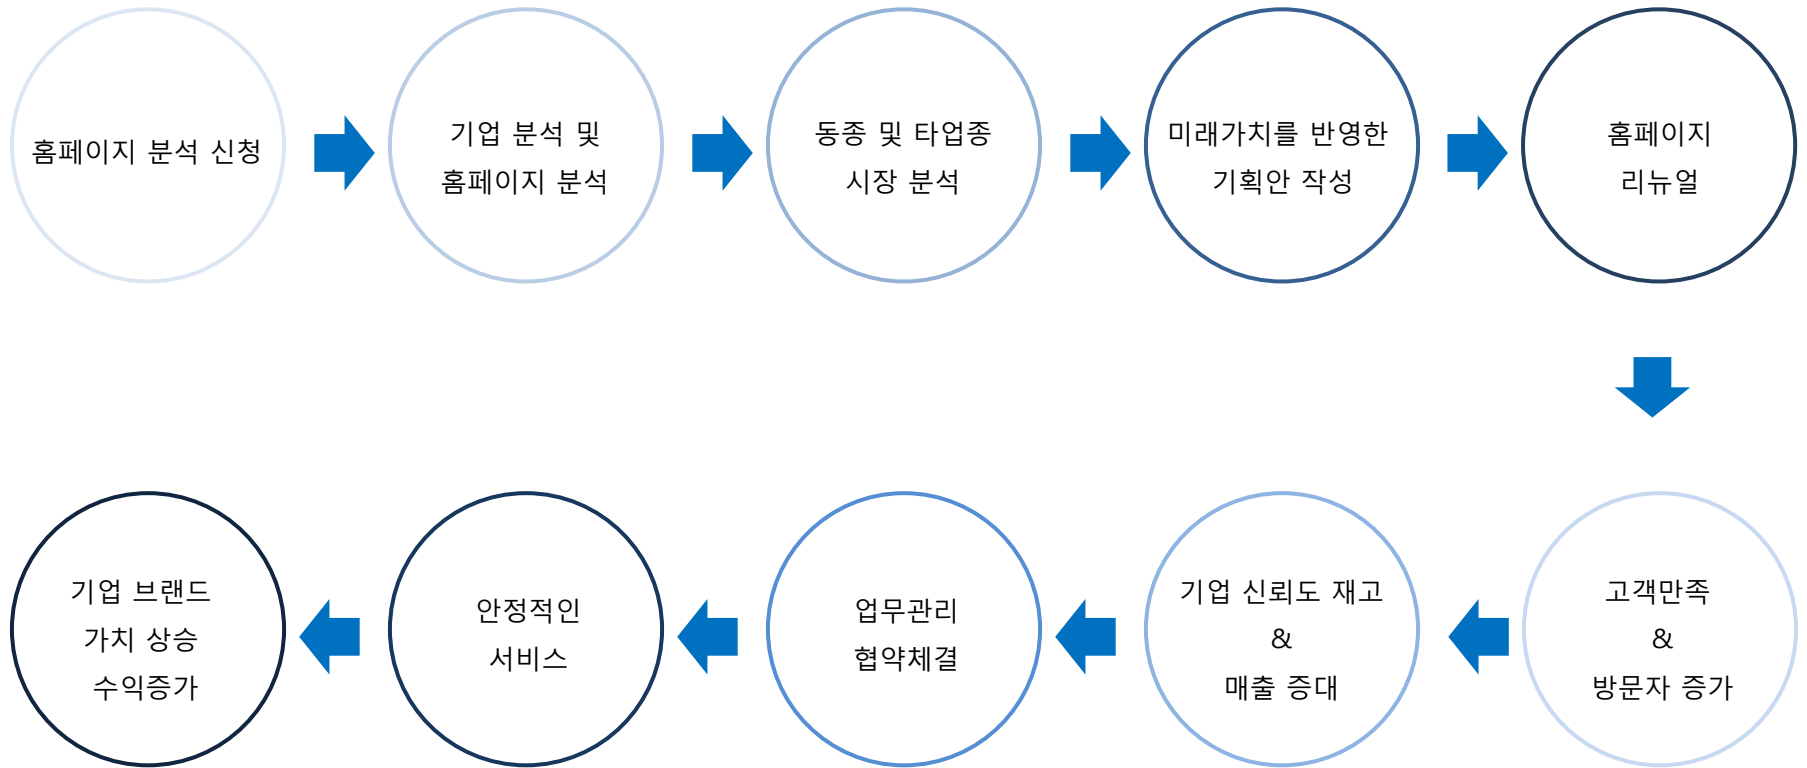 홈페이지 분석 신청
기업 분석 및
홈페이지 분석
동종 및 타업종
시장 분석
미래가치를 반영한
기획안 작성
홈페이지
리뉴얼
고객만족
&
방문자 증가
기업 신뢰도 재고
&
매출 증대
업무관리
협약체결
안정적인
서비스
기업 브랜드
가치 상승
수익증가